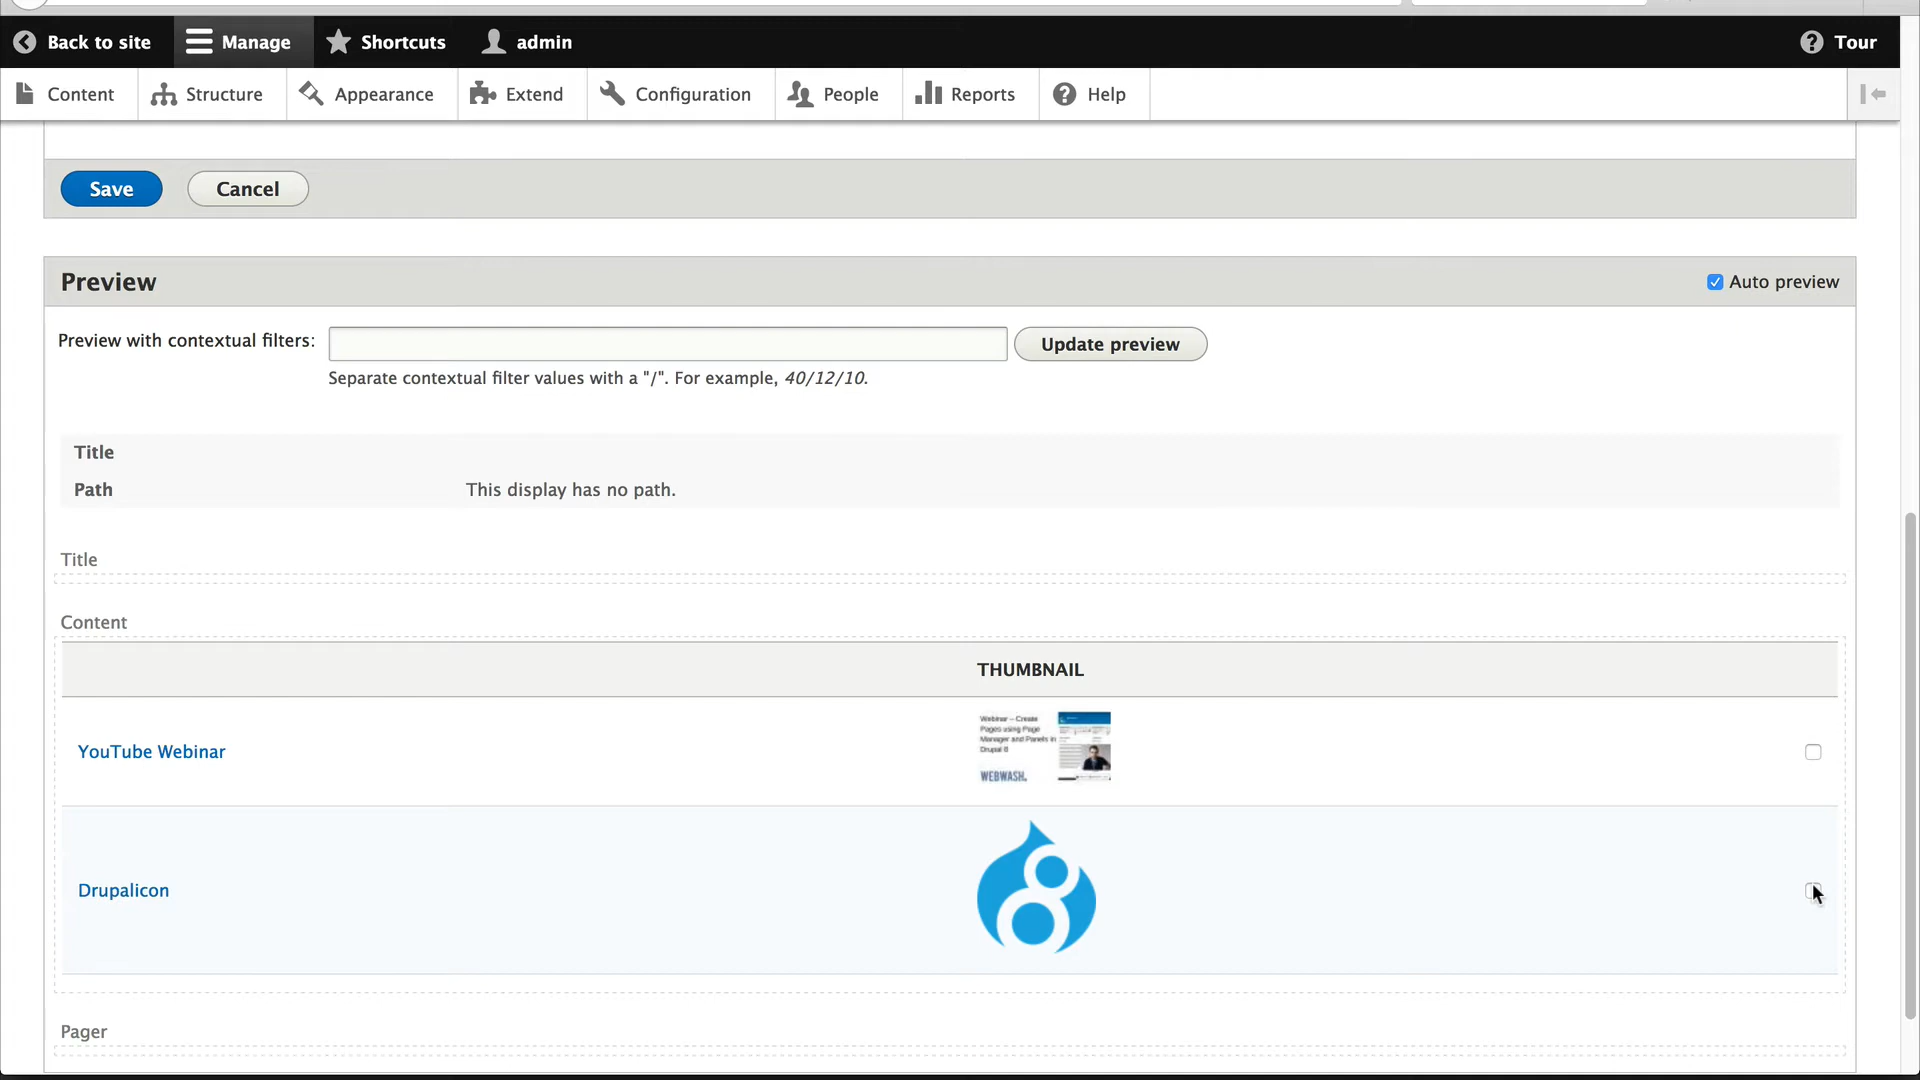 Back to site
Manage
Shortcuts
admin
Tour
Content
Structure
Appearance
Extend
Configuration
People
Reports
Help
Save
Cancel
Preview
Auto preview
Preview with contextual filters:
Update preview
Separate contextual filter values with a "/". For example, 40/12/10.
Title
Path This display has no path.
Title
Content
THUMBNAIL
YouTube Webinar
Webinar – Create
Pages using Page
Manager and Panels in
Drupal 8
WEBWASH.
Drupalicon
Pager